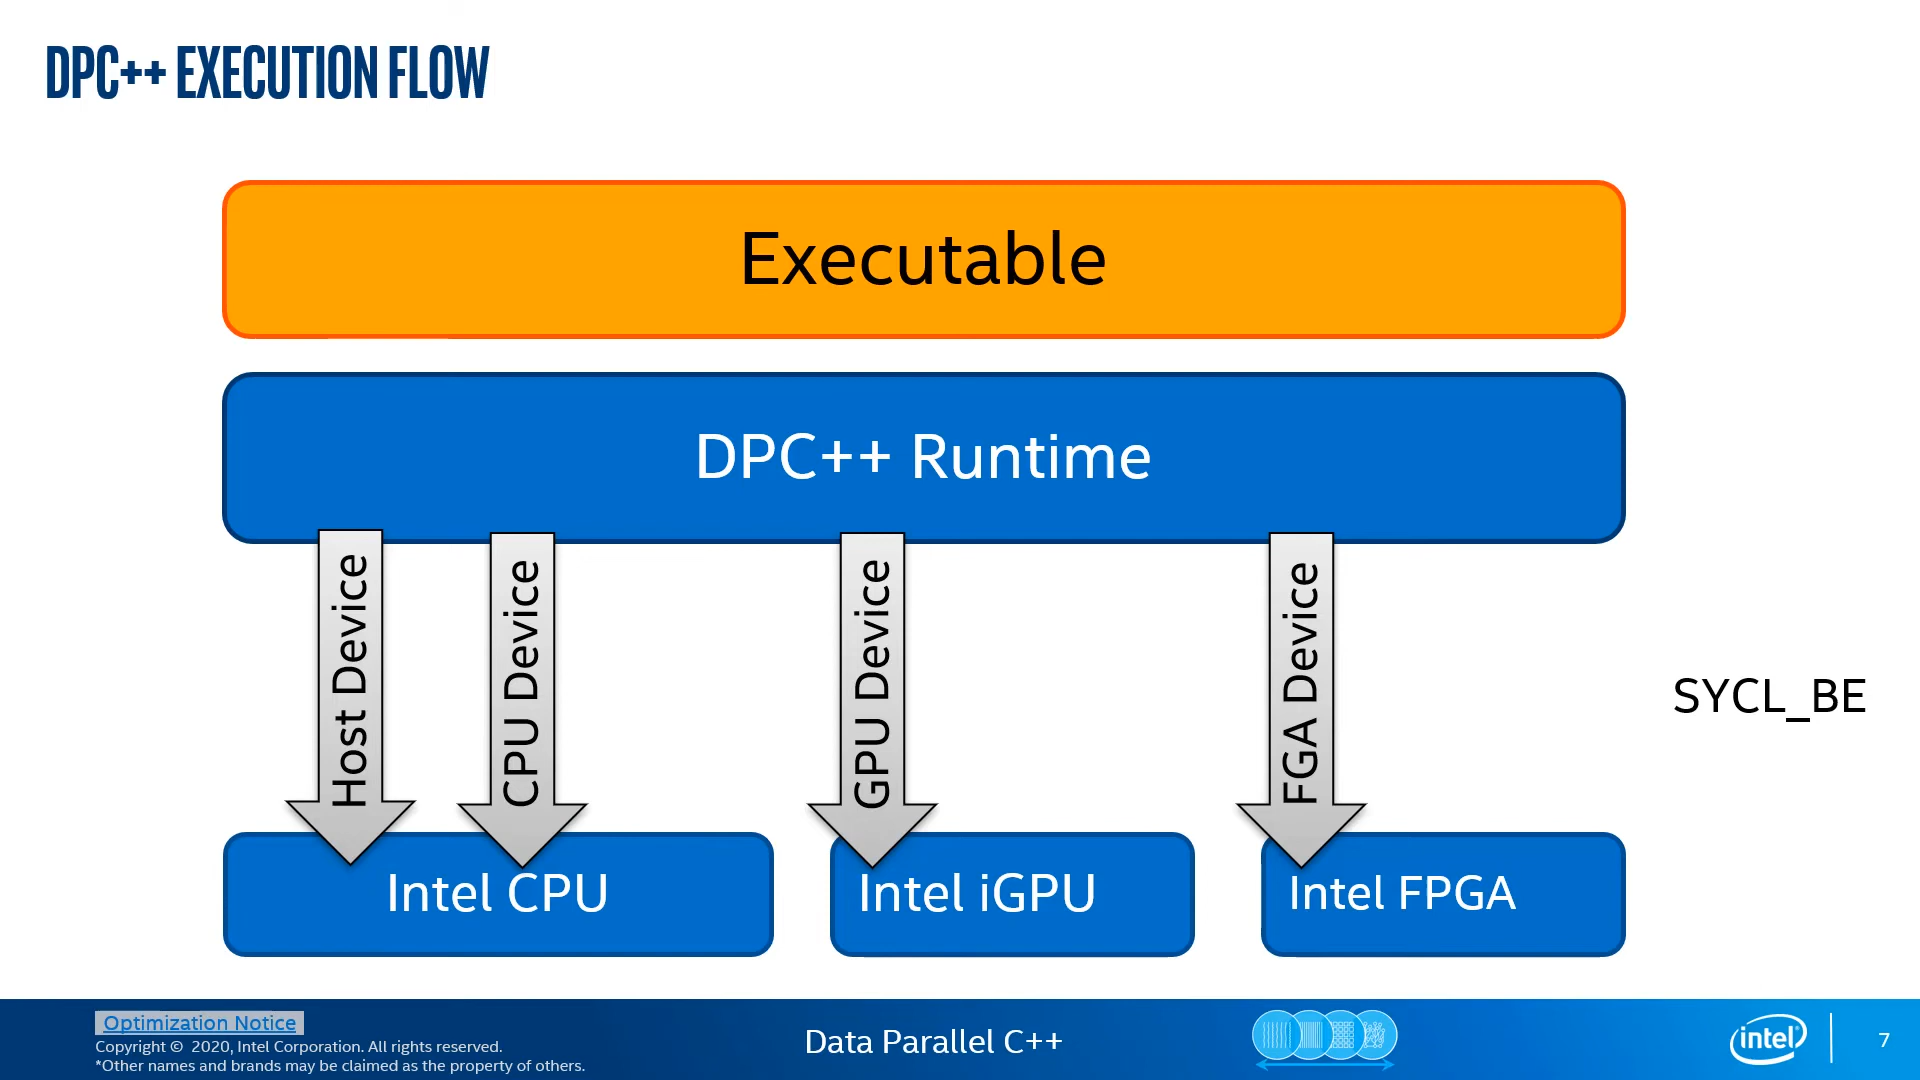 DPC++ EXECUTION FLOW
Executable
DPC++ Runtime
Host Device
CPU Device
GPU Device
FGA Device
SYCL_BE
Intel CPU
Intel iGPU
Intel FPGA
Optimization Notice
Copyright © 2020, Intel Corporation. All rights reserved.
*Other names and brands may be claimed as the property of others.
Data Parallel C++
intel
7